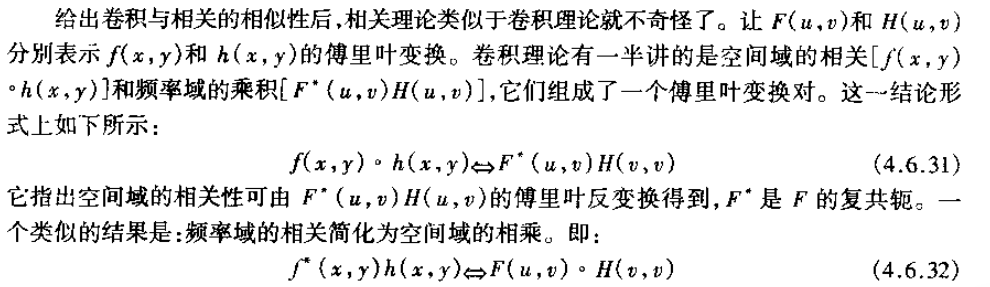 给出卷积与相关的相似性后,相关理论类似于卷积理论就不奇怪了。让 F(u,v)和 H(u,v)
分别表示 f(x,y)和 h(x,y)的傅里叶变换。卷积理论有一半讲的是空间域的相关[f(x,y)
∘h(x,y)]和频率域的乘积[F*(u,v)H(u,v)],它们组成了一个傅里叶变换对。这一结论形
式上如下所示:
f(x,y)∘h(x,y)⇔F*(u,v)H(v,v) (4.6.31)
它指出空间域的相关性可由 F*(u,v)H(u,v)的傅里叶反变换得到,F*是 F 的复共轭。一
个类似的结果是:频率域的相关简化为空间域的相乘。即:
f*(x,y)h(x,y)⇔F(u,v)∘H(v,v) (4.6.32)